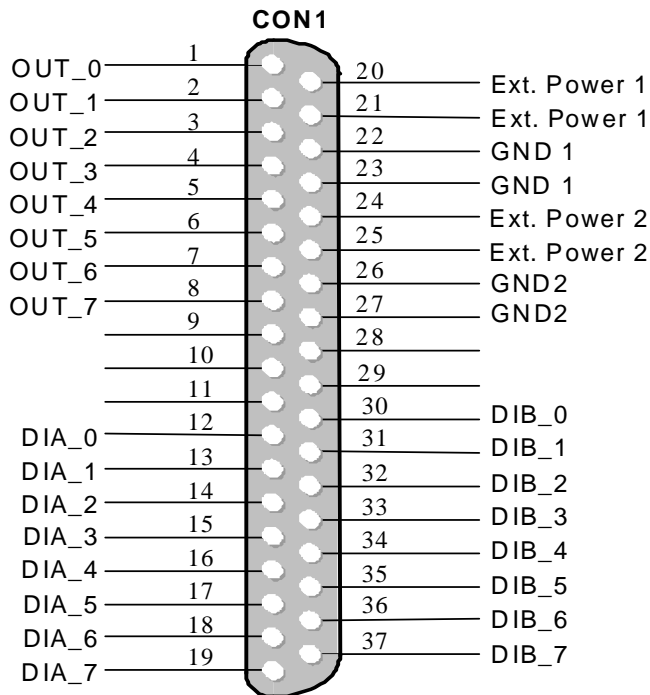 CON1
OUT_0 1
OUT_1 2
OUT_2 3
OUT_3 4
OUT_4 5
OUT_5 6
OUT_6 7
OUT_7 8
9
10
11
DIA_0 12
DIA_1 13
DIA_2 14
DIA_3 15
DIA_4 16
DIA_5 17
DIA_6 18
DIA_7 19
20 Ext. Power 1
21 Ext. Power 1
22 GND 1
23 GND 1
24 Ext. Power 2
25 Ext. Power 2
26 GND2
27 GND2
28
29
30 DIB_0
31 DIB_1
32 DIB_2
33 DIB_3
34 DIB_4
35 DIB_5
36 DIB_6
37 DIB_7